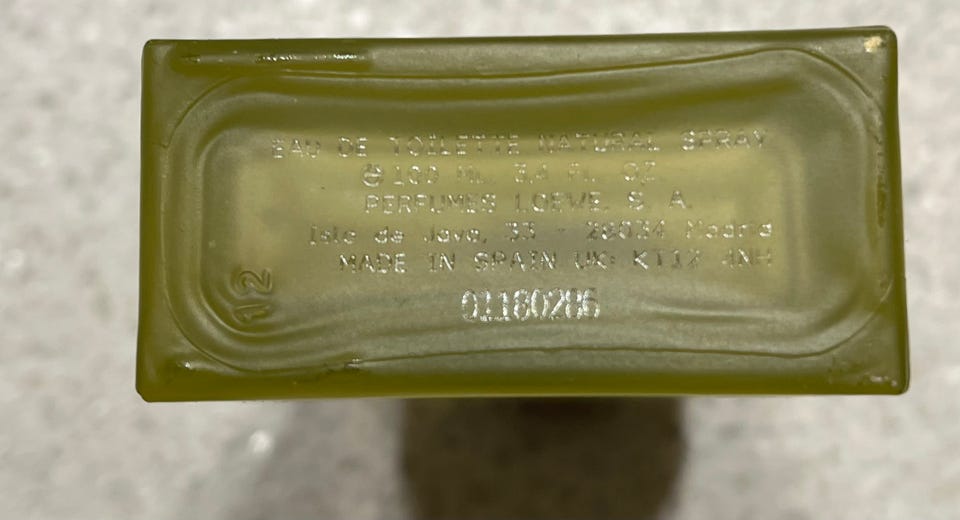 EAU DE TOILETTE NATURAL SPRAY
℮ 100 ML. 3.4 FL. OZ.
PERFUMES LOEWE, S. A.
Isla de Java, 33 - 28034 Madrid
MADE IN SPAIN UK: KT12 4NH
01180286
12